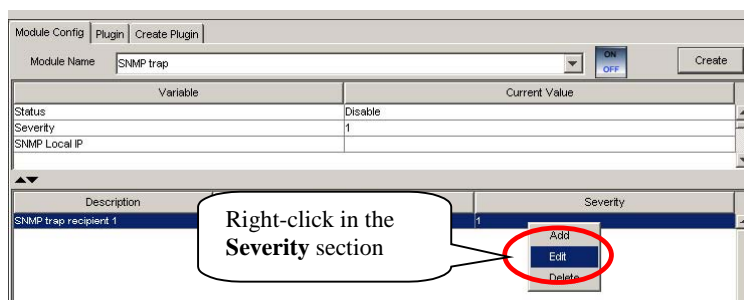 Module Config Plugin Create Plugin
Module Name SNMP trap ON OFF Create
Variable Current Value
Status Disable
Severity 1
SNMP Local IP
Description Severity
SNMP trap recipient 1 1
Right-click in the
Severity section
Add
Edit
Delete